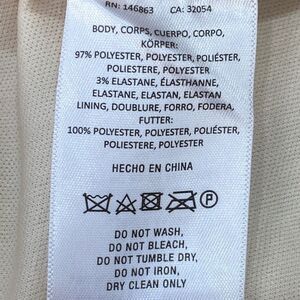 RN: 146863 CA: 32054
BODY, CORPS, CUERPO, CORPO,
KÖRPER:
97% POLYESTER, POLYESTER, POLIÉSTER,
POLIESTERE, POLYESTER
3% ELASTANE, ÉLASTHANNE,
ELASTANE, ELASTAN, ELASTAN
LINING, DOUBLURE, FORRO, FODERA,
FUTTER:
100% POLYESTER, POLYESTER, POLIÉSTER,
POLIESTERE, POLYESTER
HECHO EN CHINA
P
DO NOT WASH,
DO NOT BLEACH,
DO NOT TUMBLE DRY,
DO NOT IRON,
DRY CLEAN ONLY